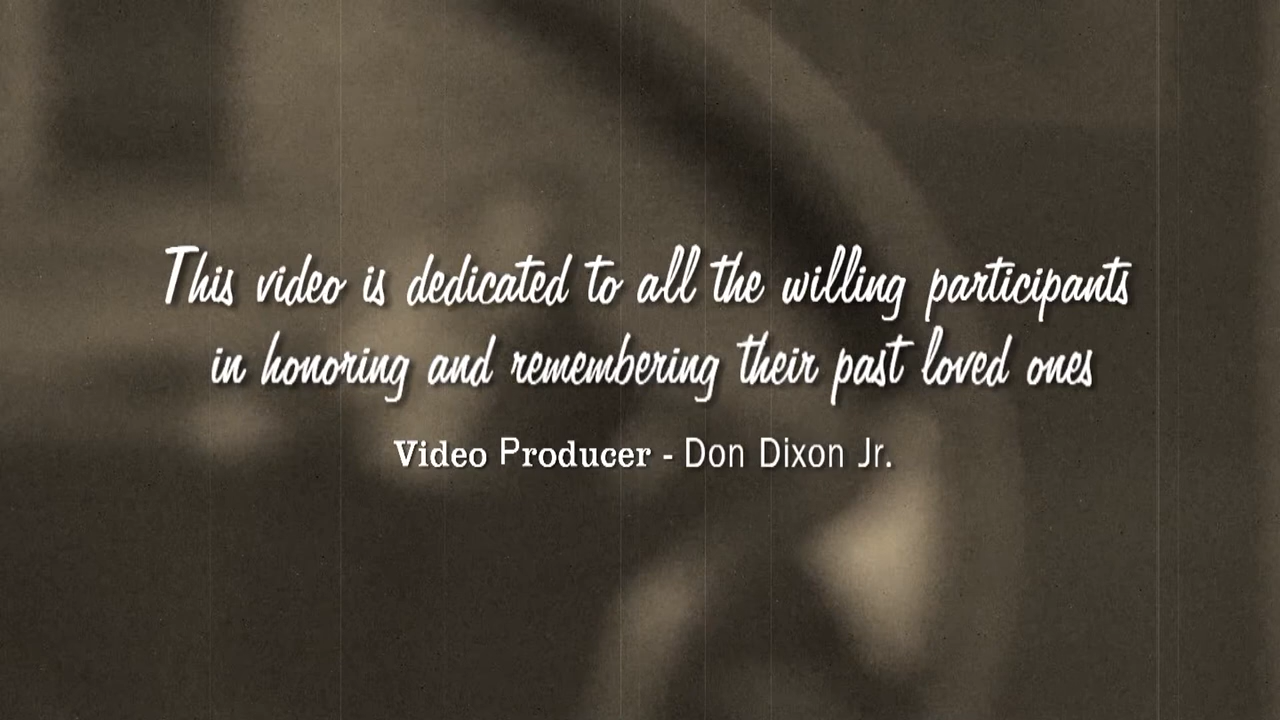 This video is dedicated to all the willing participants
in honoring and remembering their past loved ones
Video Producer - Don Dixon Jr.